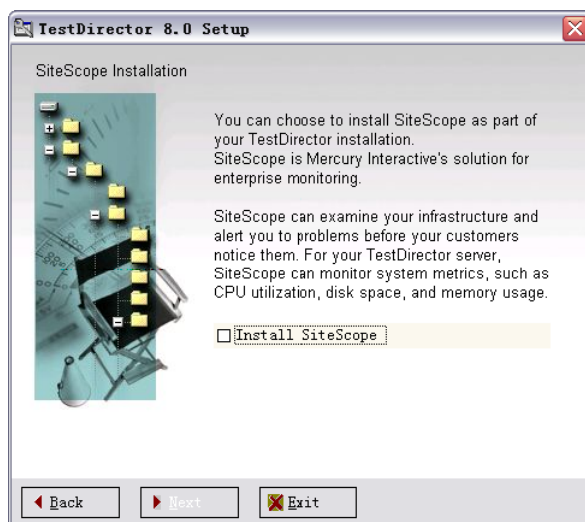 TestDirector 8.0 Setup
SiteScope Installation
You can choose to install SiteScope as part of
your TestDirector installation.
SiteScope is Mercury Interactive's solution for
enterprise monitoring.
SiteScope can examine your infrastructure and
alert you to problems before your customers
notice them. For your TestDirector server,
SiteScope can monitor system metrics, such as
CPU utilization, disk space, and memory usage.
Install SiteScope
Back
Next
Exit